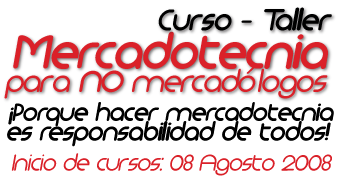 Curso - Taller
Mercadotecnia
para NO mercadólogos
¡Porque hacer mercadotecnia
es responsabilidad de todos!
Inicio de cursos: 08 Agosto 2008